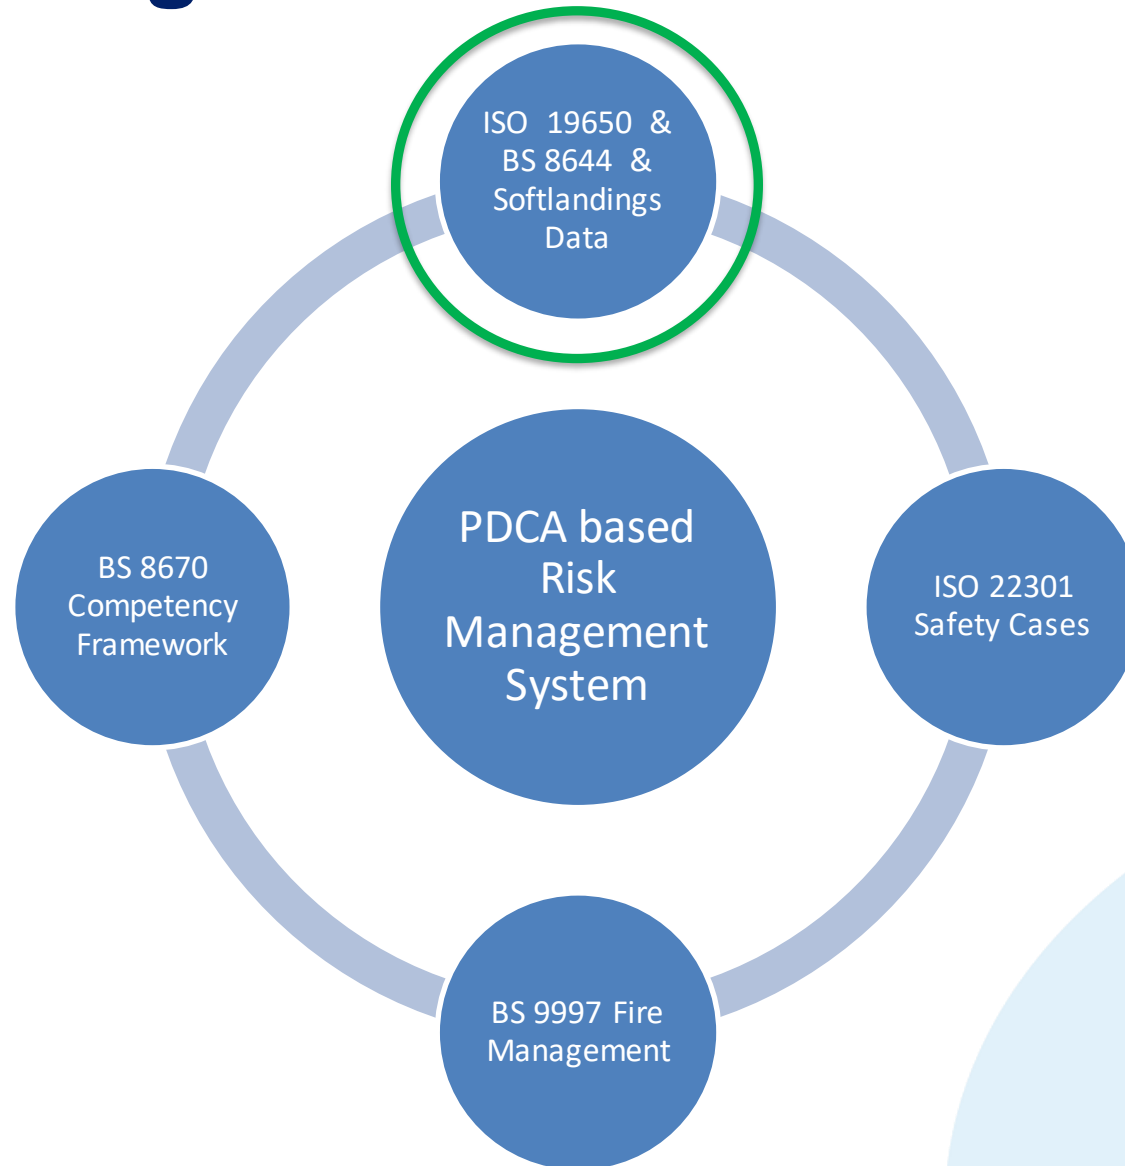 ISO 19650 &
BS 8644 &
Softlandings
Data
PDCA based
Risk
Management
System
BS 8670
Competency
Framework
ISO 22301
Safety Cases
BS 9997 Fire
Management